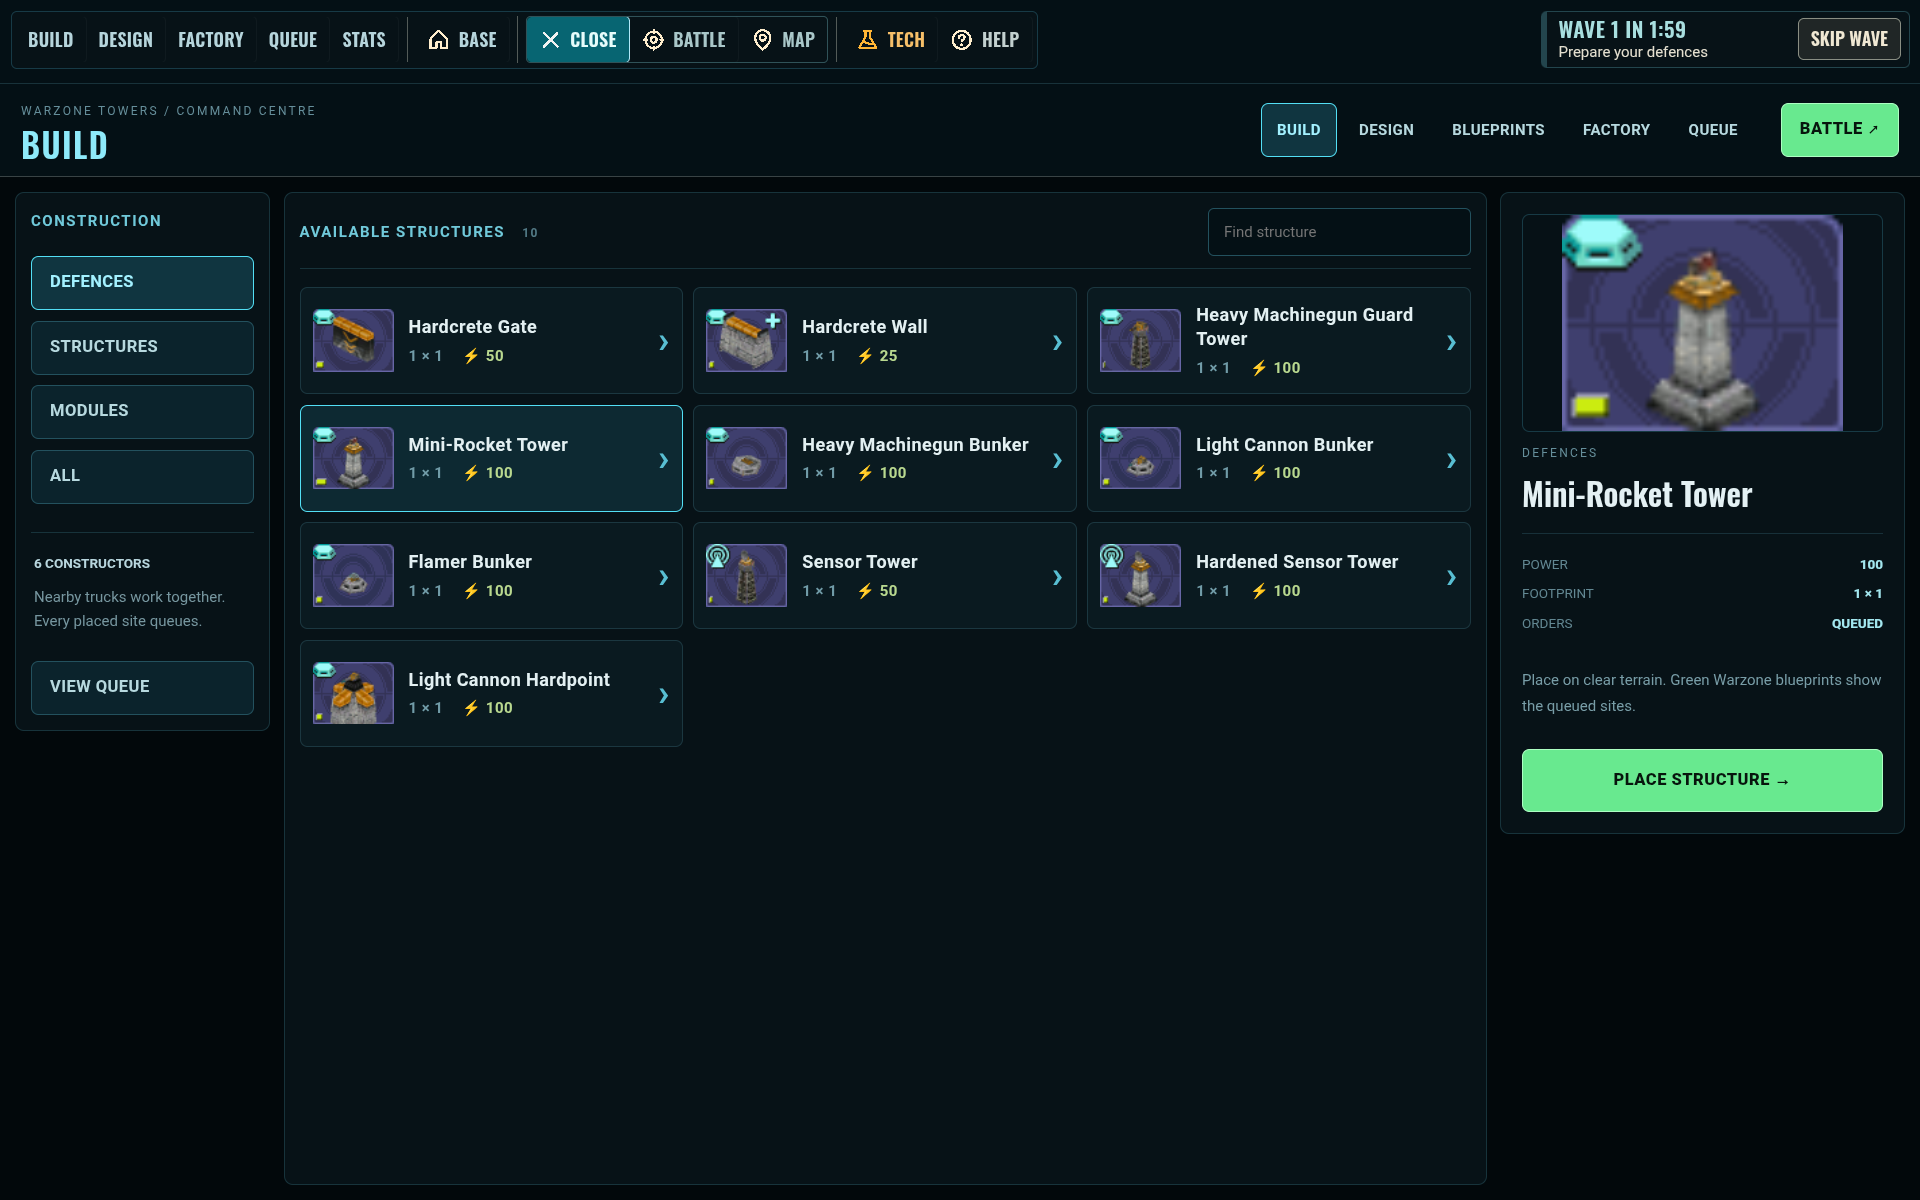 BUILD DESIGN FACTORY QUEUE STATS BASE CLOSE BATTLE MAP TECH HELP
WAVE 1 IN 1:59
Prepare your defences
SKIP WAVE
WARZONE TOWERS / COMMAND CENTRE
BUILD
BUILD DESIGN BLUEPRINTS FACTORY QUEUE BATTLE ↗
CONSTRUCTION
DEFENCES
STRUCTURES
MODULES
ALL
6 CONSTRUCTORS
Nearby trucks work together.
Every placed site queues.
VIEW QUEUE
AVAILABLE STRUCTURES 10
Find structure
Hardcrete Gate
1 × 1 ⚡ 50
Hardcrete Wall
1 × 1 ⚡ 25
Heavy Machinegun Guard
Tower
1 × 1 ⚡ 100
Mini-Rocket Tower
1 × 1 ⚡ 100
Heavy Machinegun Bunker
1 × 1 ⚡ 100
Light Cannon Bunker
1 × 1 ⚡ 100
Flamer Bunker
1 × 1 ⚡ 100
Sensor Tower
1 × 1 ⚡ 50
Hardened Sensor Tower
1 × 1 ⚡ 100
Light Cannon Hardpoint
1 × 1 ⚡ 100
DEFENCES
Mini-Rocket Tower
POWER 100
FOOTPRINT 1 × 1
ORDERS QUEUED
Place on clear terrain. Green Warzone blueprints show
the queued sites.
PLACE STRUCTURE →